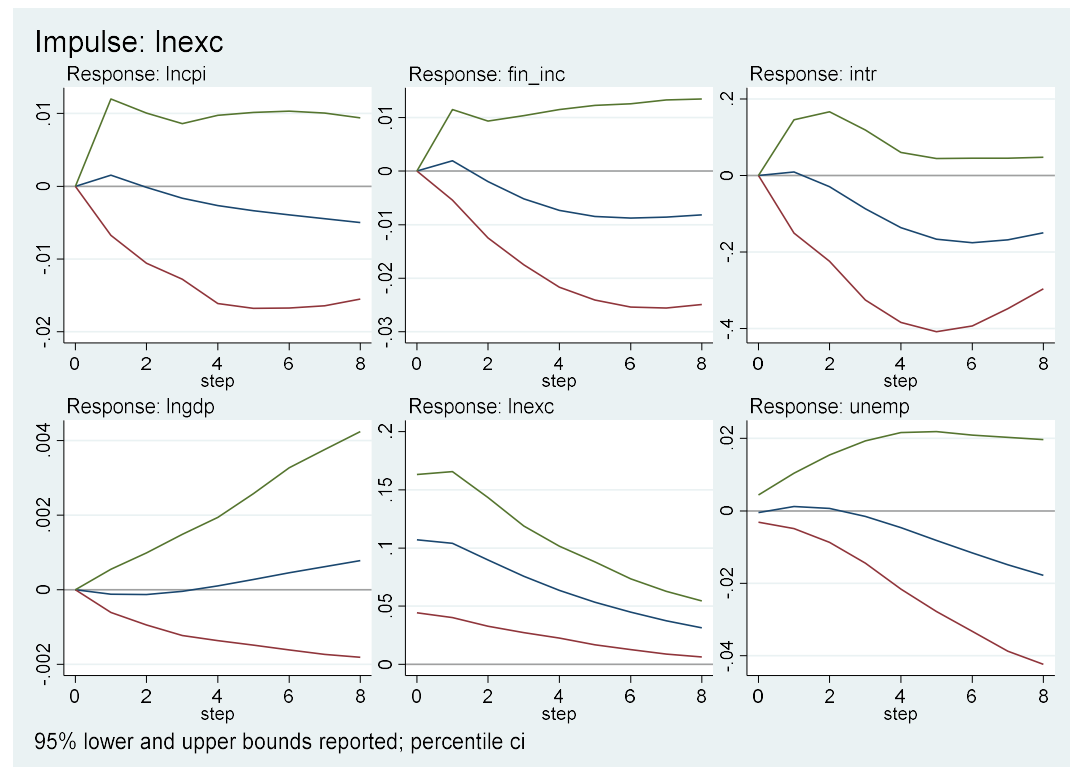 Impulse: lnexc
Response: lncpi
.01
0
-.01
-.02
0 2 4 6 8
step
Response: fin_inc
.01
0
-.01
-.02
-.03
0 2 4 6 8
step
Response: intr
.2
0
-.2
-.4
0 2 4 6 8
step
Response: lngdp
.004
.002
0
-.002
0 2 4 6 8
step
Response: lnexc
.2
.15
.1
.05
0
0 2 4 6 8
step
Response: unemp
.02
0
-.02
-.04
0 2 4 6 8
step
95% lower and upper bounds reported; percentile ci